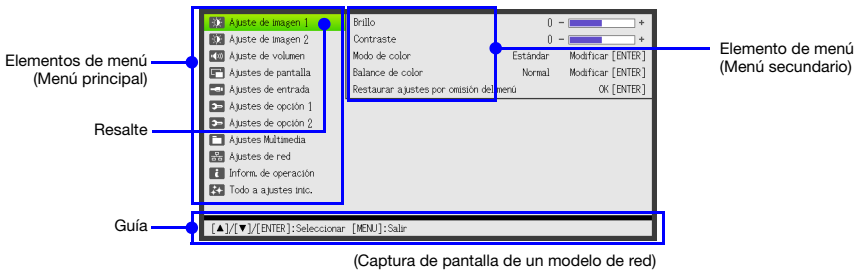 Elementos de menú
(Menú principal)
Resalte
Guía
Ajuste de imagen 1
Ajuste de imagen 2
Ajuste de volumen
Ajustes de pantalla
Ajustes de entrada
Ajustes de opción 1
Ajustes de opción 2
Ajustes Multimedia
Ajustes de red
Inform. de operación
Todo a ajustes inic.
Brillo 0 - +
Contraste 0 - +
Modo de color Estándar Modificar [ENTER]
Balance de color Normal Modificar [ENTER]
Restaurar ajustes por omisión del menú OK [ENTER]
[▲]/[▼]/[ENTER]:Seleccionar [MENU]:Salir
Elemento de menú
(Menú secundario)
(Captura de pantalla de un modelo de red)